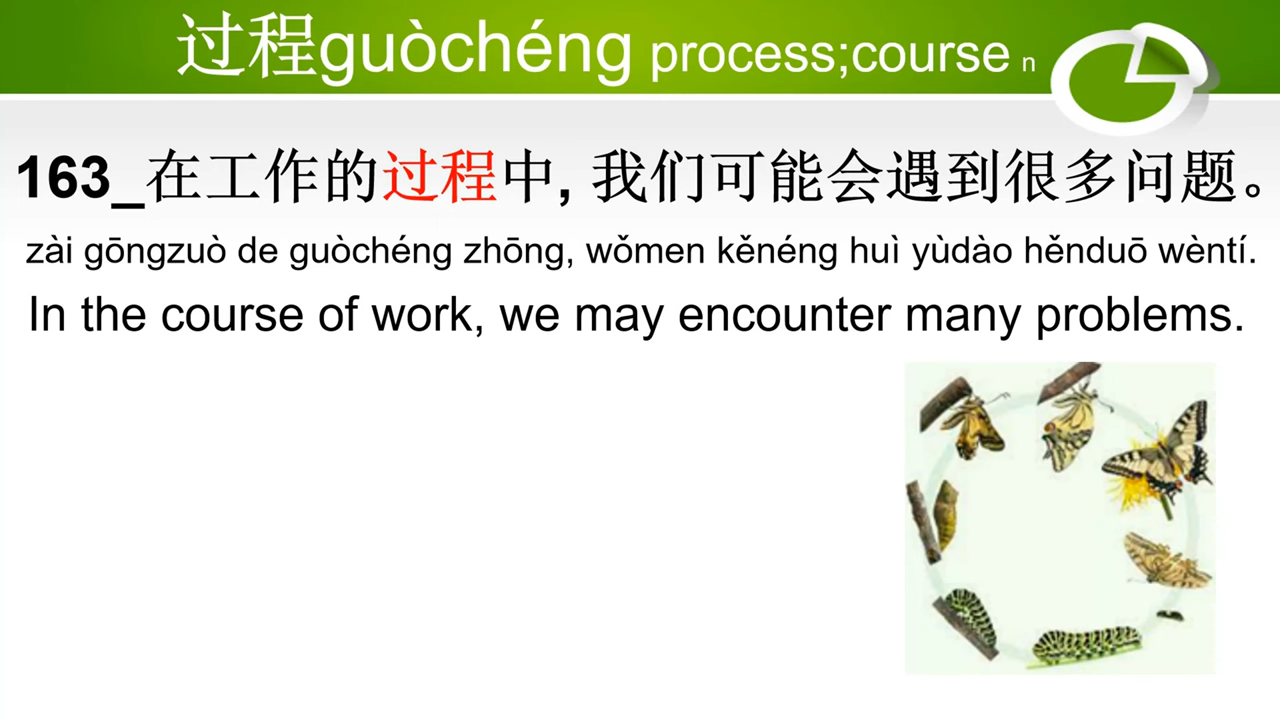 过程guòchéng process;course n
163_在工作的过程中, 我们可能会遇到很多问题。
zài gōngzuò de guòchéng zhōng, wǒmen kěnéng huì yùdào hěnduō wèntí.
In the course of work, we may encounter many problems.